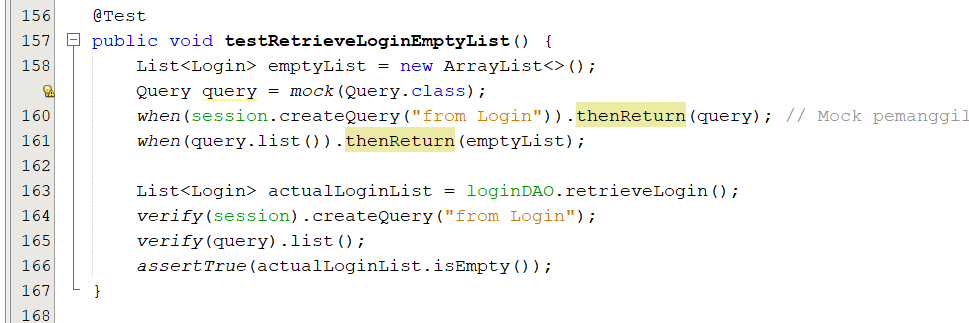 156 @Test
157 public void testRetrieveLoginEmptyList() {
158 List<Login> emptyList = new ArrayList<>();
Query query = mock(Query.class);
160 when(session.createQuery("from Login")).thenReturn(query); // Mock pemanggil
161 when(query.list()).thenReturn(emptyList);
162
163 List<Login> actualLoginList = loginDAO.retrieveLogin();
164 verify(session).createQuery("from Login");
165 verify(query).list();
166 assertTrue(actualLoginList.isEmpty());
167 }
168